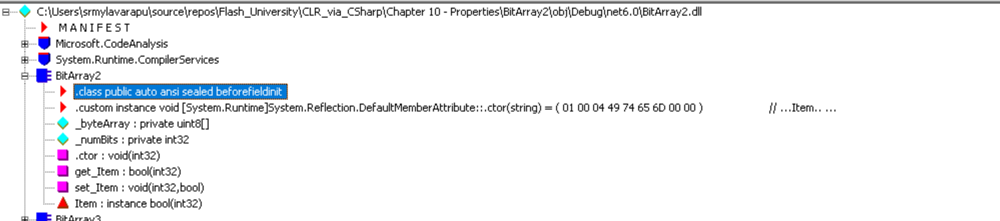 C:\Users\srmylavarapu\source\repos\Flash_University\CLR_via_CSharp\Chapter 10 - Properties\BitArray2\obj\Debug\net6.0\BitArray2.dll
M A N I F E S T
Microsoft.CodeAnalysis
System.Runtime.CompilerServices
BitArray2
.class public auto ansi sealed beforefieldinit
.custom instance void [System.Runtime]System.Reflection.DefaultMemberAttribute::.ctor(string) = ( 01 00 04 49 74 65 6D 00 00 ) // ...Item.. ...
_byteArray : private uint8[]
_numBits : private int32
.ctor : void(int32)
get_Item : bool(int32)
set_Item : void(int32,bool)
Item : instance bool(int32)
BitArray3